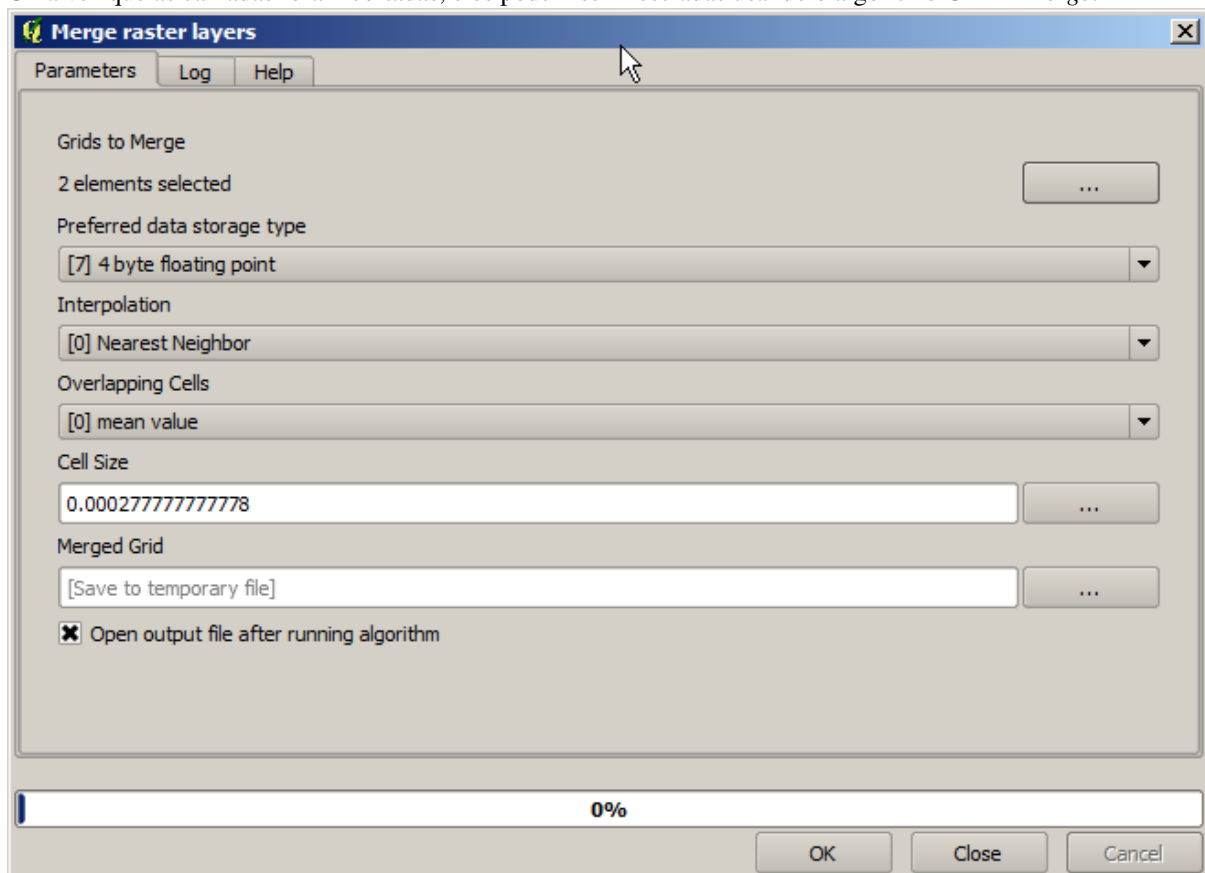 Merge raster layers
Parameters Log Help
Grids to Merge
2 elements selected
...
Preferred data storage type
[7] 4 byte floating point
Interpolation
[0] Nearest Neighbor
Overlapping Cells
[0] mean value
Cell Size
0.000277777777778
...
Merged Grid
[Save to temporary file]
...
Open output file after running algorithm
0%
OK Close Cancel